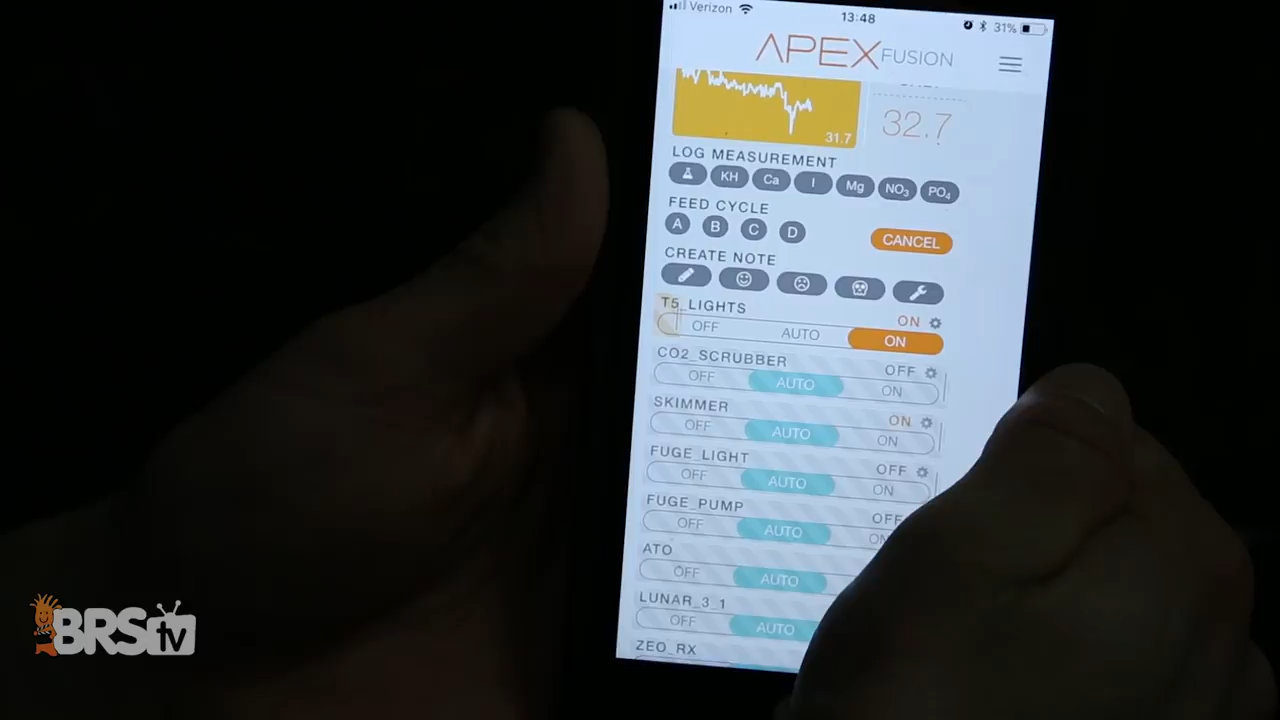 Verizon 13:48 31%
APEX FUSION
31.7
32.7
LOG MEASUREMENT
KH Ca I Mg NO3 PO4
FEED CYCLE
A B C D CANCEL
CREATE NOTE
T5_LIGHTS ON
OFF AUTO ON
CO2_SCRUBBER OFF
OFF AUTO ON
SKIMMER ON
OFF AUTO ON
FUGE_LIGHT OFF
OFF AUTO ON
FUGE_PUMP OFF
OFF AUTO ON
ATO
OFF AUTO
LUNAR_3_1
OFF AUTO
ZEO_RX
BRStv